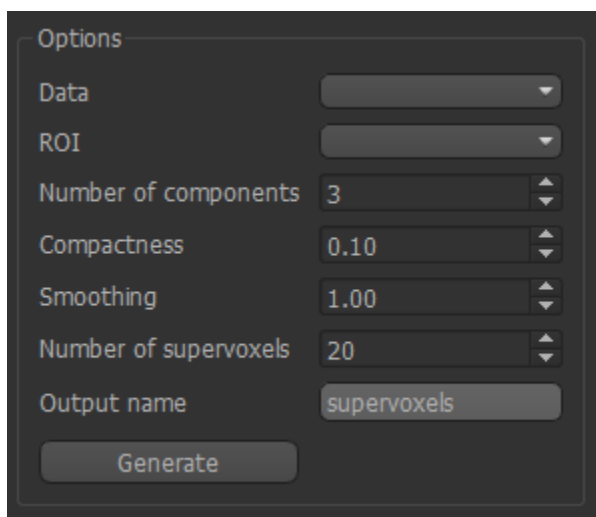 Options
Data
ROI
Number of components 3
Compactness 0.10
Smoothing 1.00
Number of supervoxels 20
Output name supervoxels
Generate